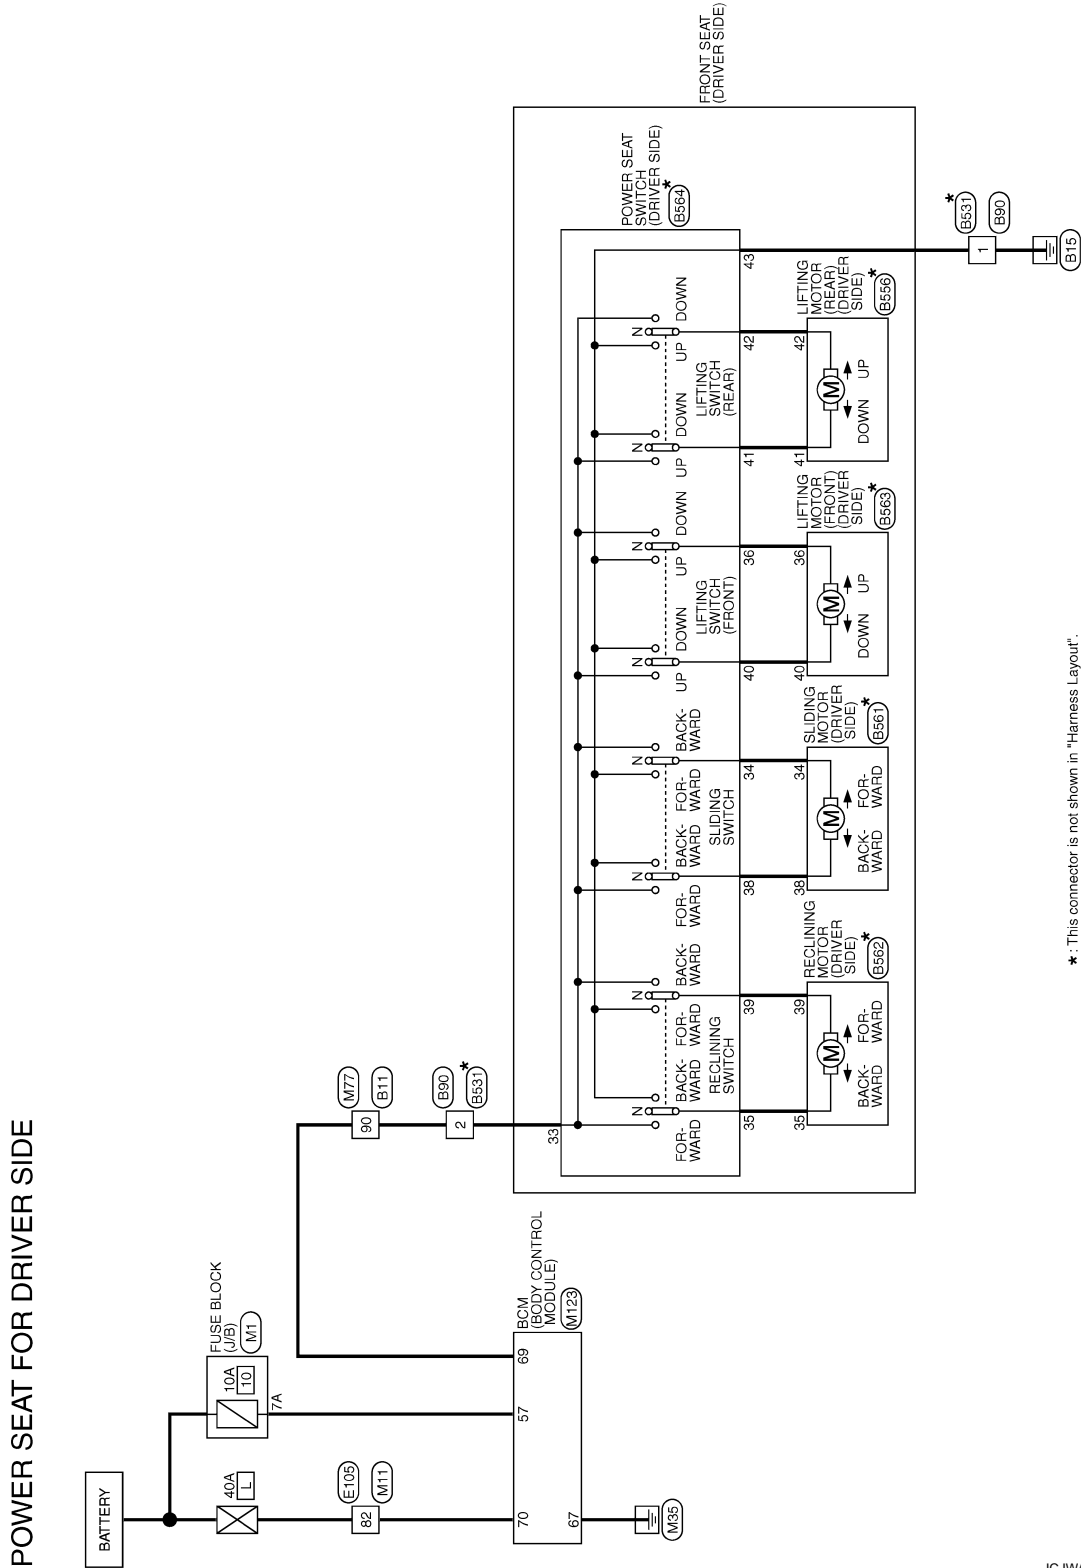 POWER SEAT FOR DRIVER SIDE
BATTERY
40A
L
FUSE BLOCK
(J/B)
M1
10A
10
7A
82
E105
M11
70
57
69
67
BCM
(BODY CONTROL
MODULE)
M123
M35
90
M77
B11
2
B90
B531
*
33
FRONT SEAT
(DRIVER SIDE)
POWER SEAT
SWITCH
(DRIVER SIDE)
*
B564
N
FOR-
WARD
BACK-
WARD
N
FOR-
WARD
BACK-
WARD
RECLINING
SWITCH
N
FOR-
WARD
BACK-
WARD
N
FOR-
WARD
BACK-
WARD
SLIDING
SWITCH
N
UP
DOWN
N
UP
DOWN
LIFTING
SWITCH
(FRONT)
N
UP
DOWN
N
UP
DOWN
LIFTING
SWITCH
(REAR)
35
39
38
34
40
36
41
42
43
35
39
38
34
40
36
41
42
RECLINING
MOTOR
(DRIVER
SIDE)
*
B562
M
BACK-
WARD
FOR-
WARD
SLIDING
MOTOR
(DRIVER
SIDE)
*
B561
M
BACK-
WARD
FOR-
WARD
LIFTING
MOTOR
(FRONT)
(DRIVER
SIDE)
*
B563
M
DOWN
UP
LIFTING
MOTOR
(REAR)
(DRIVER
SIDE)
*
B556
M
DOWN
UP
1
*
B531
B90
B15
* : This connector is not shown in "Harness Layout".